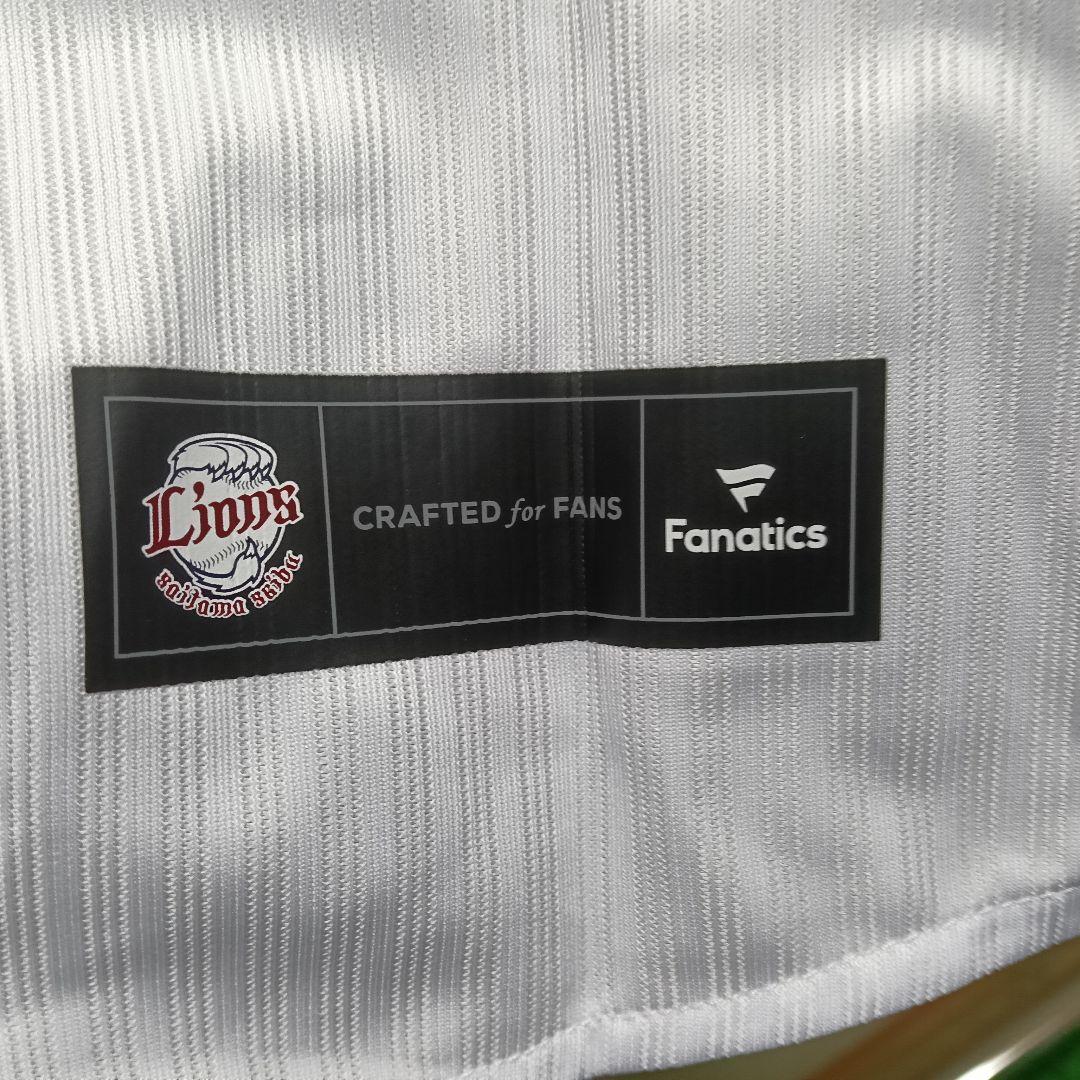 Lions
saitama seibu
CRAFTED for FANS
Fanatics